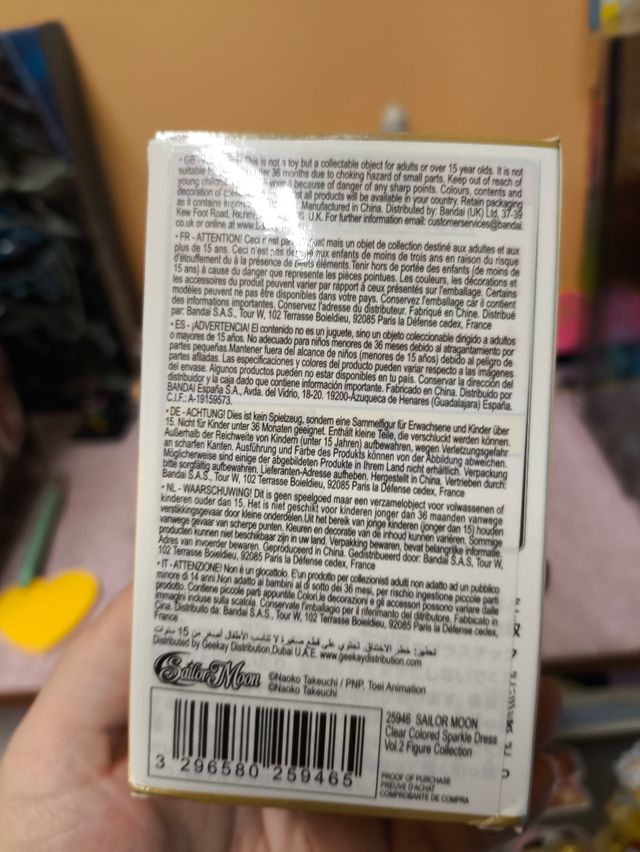 • GB - This is not a toy but a collectable object for adults or over 15 year olds. It is not
suitable under 36 months due to choking hazard of small parts. Keep out of reach of
young children because of danger of any sharp points. Colours, contents and
decoration of not all products will be available in your country. Retain packaging
as it contains Manufactured in China. Distributed by: Bandai (UK) Ltd, 37-39
Kew Foot Road, U.K. For further information email: customerservices@bandai.
co.uk or online at
• FR - ATTENTION! Ceci n'est pas mais un objet de collection destiné aux adultes et aux
plus de 15 ans. Ceci n'est pas aux enfants de moins de trois ans en raison du risque
d'étouffement du à la présence de petits éléments. Tenir hors de portée des enfants (de moins de
15 ans) à cause du danger que represente les pièces pointues. Les couleurs, les décorations et
les accessoires du produit peuvent varier par rapport à ceux présentés sur l'emballage. Certains
modèles peuvent ne pas être disponibles dans votre pays. Conservez l'emballage car il contient
des informations importantes. Conservez l'adresse du distributeur. Fabriqué en Chine. Distribué
par: Bandai S.A.S., Tour W, 102 Terrasse Boieldieu, 92085 Paris la Défense cedex, France
• ES - ¡ADVERTENCIA! El contenido no es un juguete, sino un objeto coleccionable dirigido a adultos
o mayores de 15 años. No adecuado para niños menores de 36 meses debido al atragantamiento por
partes pequeñas. Mantener fuera del alcance de niños (menores de 15 años) debido al peligro de
partes afiladas. Las especificaciones y colores del producto pueden variar respecto a las imágenes
del envase. Algunos productos pueden no estar disponibles en tu país. Conservar la dirección del
distribuidor y la caja dado que contiene información importante. Fabricado en China. Distribuido por
BANDAI España S.A., Avda. del Vidrio, 18-20. 19200-Azuqueca de Henares (Guadalajara) España.
C.I.F.: A-19159573.
• DE - ACHTUNG! Dies ist kein Spielzeug, sondern eine Sammelfigur für Erwachsene und Kinder über
15. Nicht für Kinder unter 36 Monaten geeignet. Enthält kleine Teile, die verschluckt werden können.
Außerhalb der Reichweite von Kindern (unter 15 Jahren) aufbewahren, wegen Verletzungsgefahr
an scharfen Kanten. Ausführung und Farbe des Produkts können von der Abbildung abweichen.
Möglicherweise sind einige der abgebildeten Produkte in Ihrem Land nicht erhältlich. Verpackung
bitte sorgfältig aufbewahren. Lieferanten-Adresse aufheben. Hergestellt in China. Vertrieben durch:
Bandai S.A.S., Tour W, 102 Terrasse Boieldieu, 92085 Paris la Défense cedex, France
• NL - WAARSCHUWING! Dit is geen speelgoed maar een verzamelobject voor volwassenen of
kinderen ouder dan 15. Het is niet geschikt voor kinderen jonger dan 36 maanden vanwege
verstikkingsgevaar door kleine onderdelen. Uit het bereik van jonge kinderen (jonger dan 15) houden
vanwege gevaar van scherpe punten. Kleuren en decoratie van de inhoud kunnen variëren. Sommige
producten kunnen niet beschikbaar zijn in uw land. Verpakking bewaren, bevat belangrijke informatie.
Adres van invoerder bewaren. Geproduceerd in China. Gedistribueerd door: Bandai S.A.S, Tour W,
102 Terrasse Boieldieu, 92085 Paris la Défense cedex, France
• IT - ATTENZIONE! Non è un giocattolo. E'un prodotto per collezionisti adulti non adatto ad un pubblico
minore di 14 anni.Non adatto ai bambini al di sotto dei 36 mesi, per rischio ingestione piccole parti
prodotto. Contiene piccole parti appuntite.Colori,le decorazioni e gli accessori possono variare dalle
immagini incluse sulla scatola. Conservate l'imballagio per il riferimento del ditributore. Fabbicato in
Cina. Distribuito da: Bandai S.A.S., Tour W, 102 Terrasse Boieldieu, 92085 Paris la Défense cedex,
France
تحذير: خطر الاختناق، تحتوي على قطع صغيرة لا تناسب الأطفال أصغر من 15 سنوات
Distributed by Geekay Distribution,Dubai U.A.E. www.geekaydistribution.com
Sailor Moon ©Naoko Takeuchi / PNP, Toei Animation
©Naoko Takeuchi
25946 SAILOR MOON
Clear Colored Sparkle Dress
Vol.2 Figure Collection
3 296580 259465
PROOF OF PURCHASE
PREUVE D'ACHAT
COMPROBANTE DE COMPRA